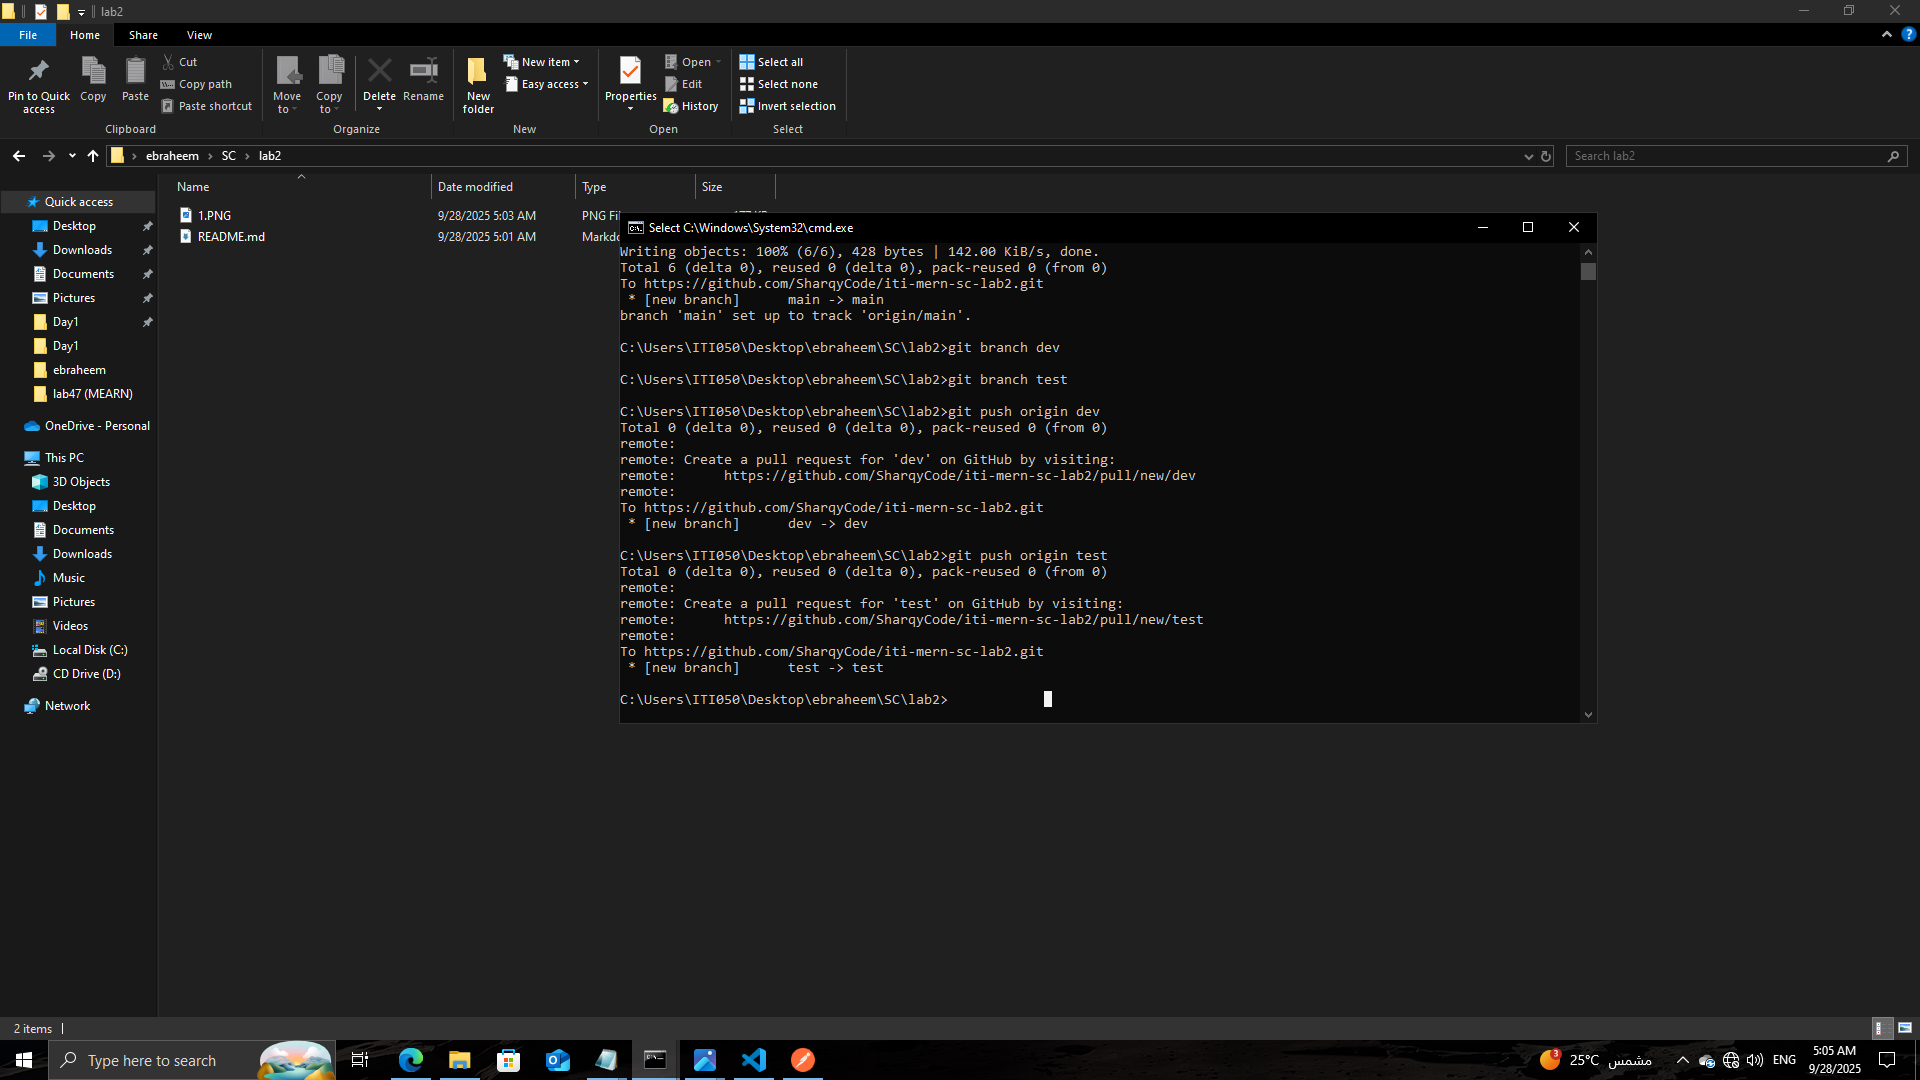 lab2
File Home Share View
Pin to Quick access
Copy
Paste
Cut
Copy path
Paste shortcut
Clipboard
Move to
Copy to
Delete
Rename
Organize
New folder
New item
Easy access
New
Properties
Open
Edit
History
Open
Select all
Select none
Invert selection
Select
ebraheem › SC › lab2
Search lab2
Name Date modified Type Size
1.PNG 9/28/2025 5:03 AM PNG Fi
README.md 9/28/2025 5:01 AM Markdo
Quick access
Desktop
Downloads
Documents
Pictures
Day1
Day1
ebraheem
lab47 (MEARN)
OneDrive - Personal
This PC
3D Objects
Desktop
Documents
Downloads
Music
Pictures
Videos
Local Disk (C:)
CD Drive (D:)
Network
Select C:\Windows\System32\cmd.exe
Writing objects: 100% (6/6), 428 bytes | 142.00 KiB/s, done.
Total 6 (delta 0), reused 0 (delta 0), pack-reused 0 (from 0)
To https://github.com/SharqyCode/iti-mern-sc-lab2.git
 * [new branch]      main -> main
branch 'main' set up to track 'origin/main'.
C:\Users\ITI050\Desktop\ebraheem\SC\lab2>git branch dev
C:\Users\ITI050\Desktop\ebraheem\SC\lab2>git branch test
C:\Users\ITI050\Desktop\ebraheem\SC\lab2>git push origin dev
Total 0 (delta 0), reused 0 (delta 0), pack-reused 0 (from 0)
remote:
remote: Create a pull request for 'dev' on GitHub by visiting:
remote:      https://github.com/SharqyCode/iti-mern-sc-lab2/pull/new/dev
remote:
To https://github.com/SharqyCode/iti-mern-sc-lab2.git
 * [new branch]      dev -> dev
C:\Users\ITI050\Desktop\ebraheem\SC\lab2>git push origin test
Total 0 (delta 0), reused 0 (delta 0), pack-reused 0 (from 0)
remote:
remote: Create a pull request for 'test' on GitHub by visiting:
remote:      https://github.com/SharqyCode/iti-mern-sc-lab2/pull/new/test
remote:
To https://github.com/SharqyCode/iti-mern-sc-lab2.git
 * [new branch]      test -> test
C:\Users\ITI050\Desktop\ebraheem\SC\lab2>
2 items
Type here to search
3
25°C مشمس
ENG
5:05 AM
9/28/2025